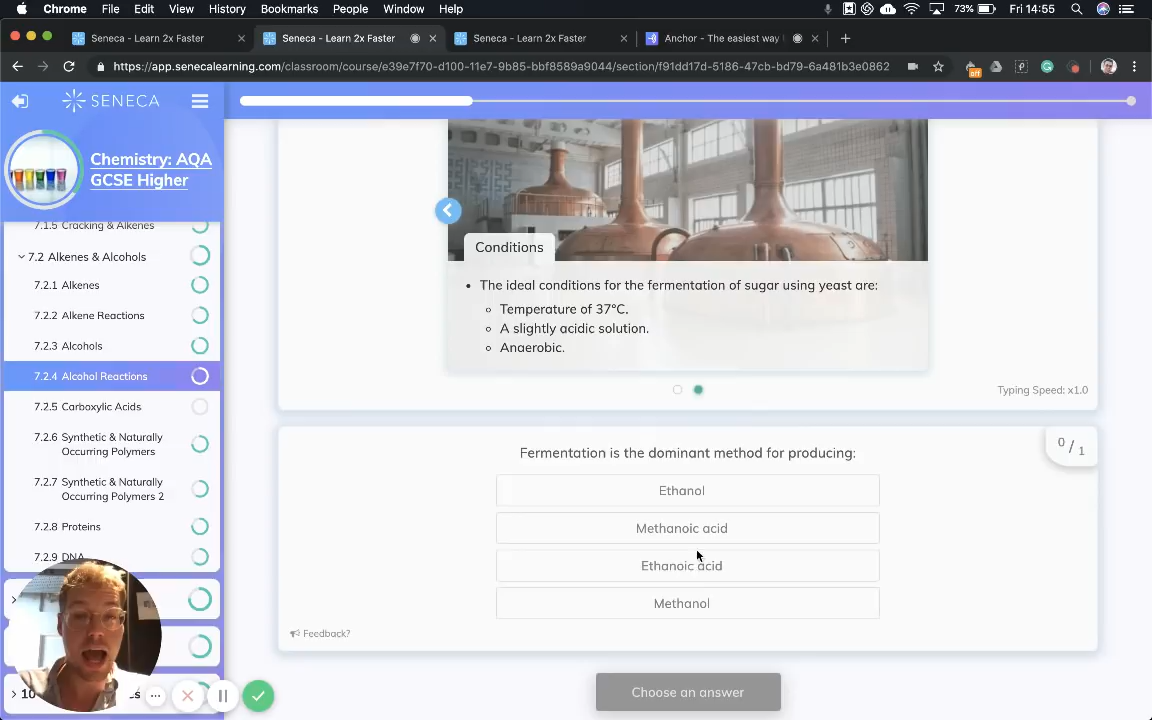 Chrome File Edit View History Bookmarks People Window Help 73% Fri 14:55
Seneca - Learn 2x Faster Seneca - Learn 2x Faster Seneca - Learn 2x Faster Anchor - The easiest way
https://app.senecalearning.com/classroom/course/e39e7f70-d100-11e7-9b85-bbf8589a9044/section/f91dd17d-5186-47cb-bd79-6a481b3e0862
off
SENECA
Chemistry: AQA
GCSE Higher
7.1.5 Cracking & Alkenes
7.2 Alkenes & Alcohols
7.2.1 Alkenes
7.2.2 Alkene Reactions
7.2.3 Alcohols
7.2.4 Alcohol Reactions
7.2.5 Carboxylic Acids
7.2.6 Synthetic & Naturally
Occurring Polymers
7.2.7 Synthetic & Naturally
Occurring Polymers 2
7.2.8 Proteins
7.2.9 DNA
10
Conditions
• The ideal conditions for the fermentation of sugar using yeast are:
Temperature of 37°C.
A slightly acidic solution.
Anaerobic.
Typing Speed: x1.0
0 / 1
Fermentation is the dominant method for producing:
Ethanol
Methanoic acid
Ethanoic acid
Methanol
Feedback?
Choose an answer